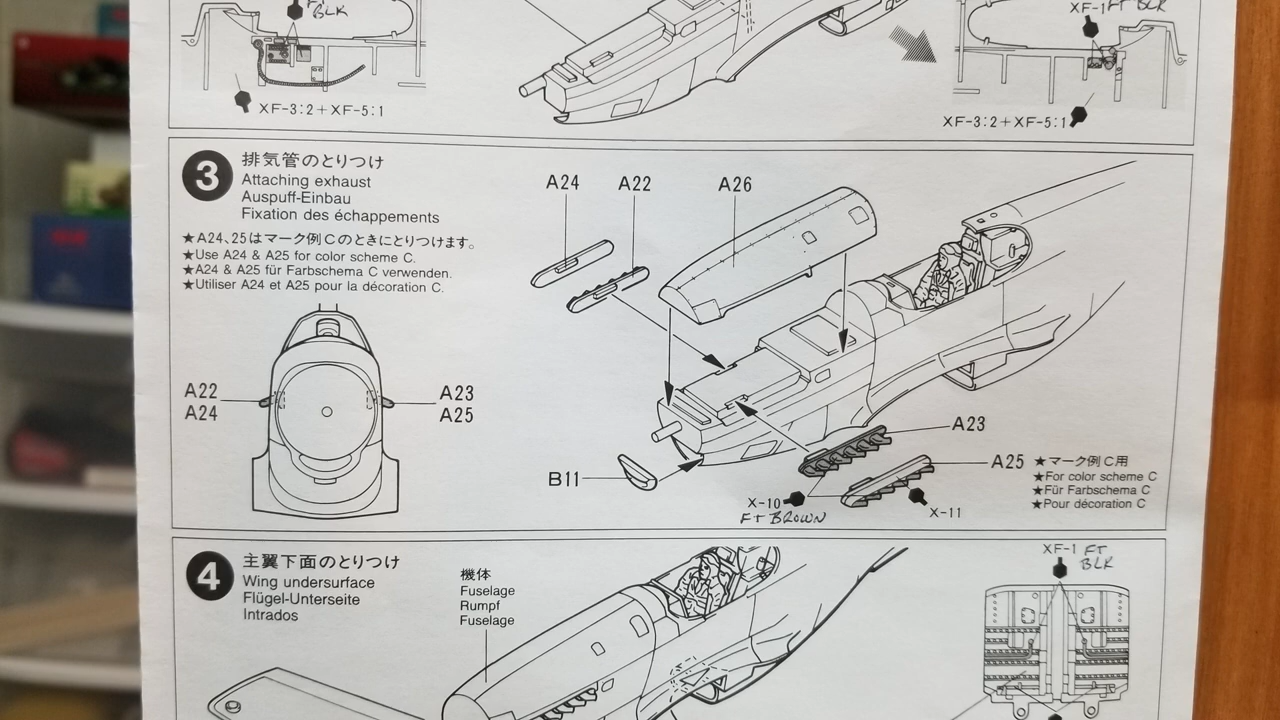 FT
BLK
XF-3:2+XF-5:1
XF-1 FT BLK
XF-3:2+XF-5:1
3
排気管のとりつけ
Attaching exhaust
Auspuff-Einbau
Fixation des échappements
★A24、25はマーク例Cのときにとりつけます。
★Use A24 & A25 for color scheme C.
★A24 & A25 für Farbschema C verwenden.
★Utiliser A24 et A25 pour la décoration C.
A24
A22
A26
A22
A24
A23
A25
B11
A23
A25
★マーク例C用
★For color scheme C
★Für Farbschema C
★Pour décoration C
X-10
FT BROWN
X-11
4
主翼下面のとりつけ
Wing undersurface
Flügel-Unterseite
Intrados
機体
Fuselage
Rumpf
Fuselage
XF-1 FT
BLK